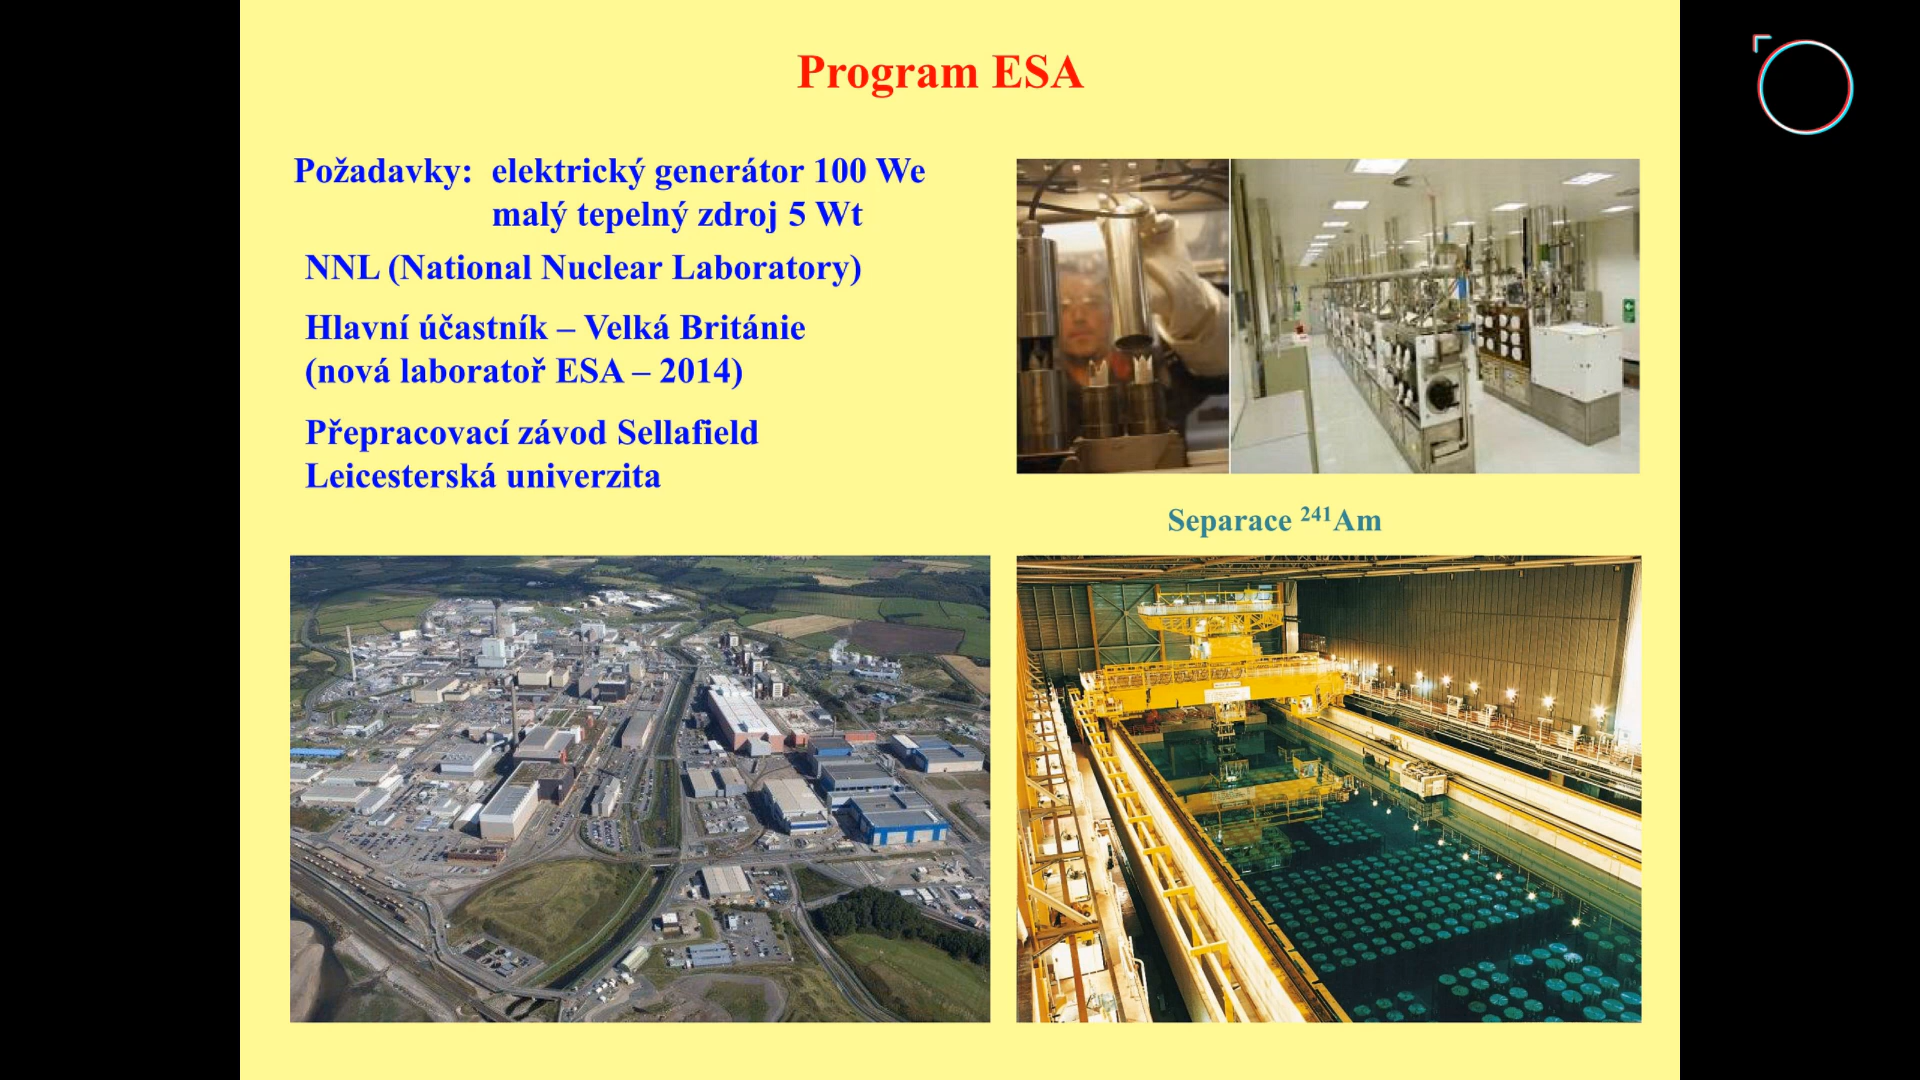 Program ESA
Požadavky: elektrický generátor 100 We
malý tepelný zdroj 5 Wt
NNL (National Nuclear Laboratory)
Hlavní účastník – Velká Británie
(nová laboratoř ESA – 2014)
Přepracovací závod Sellafield
Leicesterská univerzita
Separace ²⁴¹Am